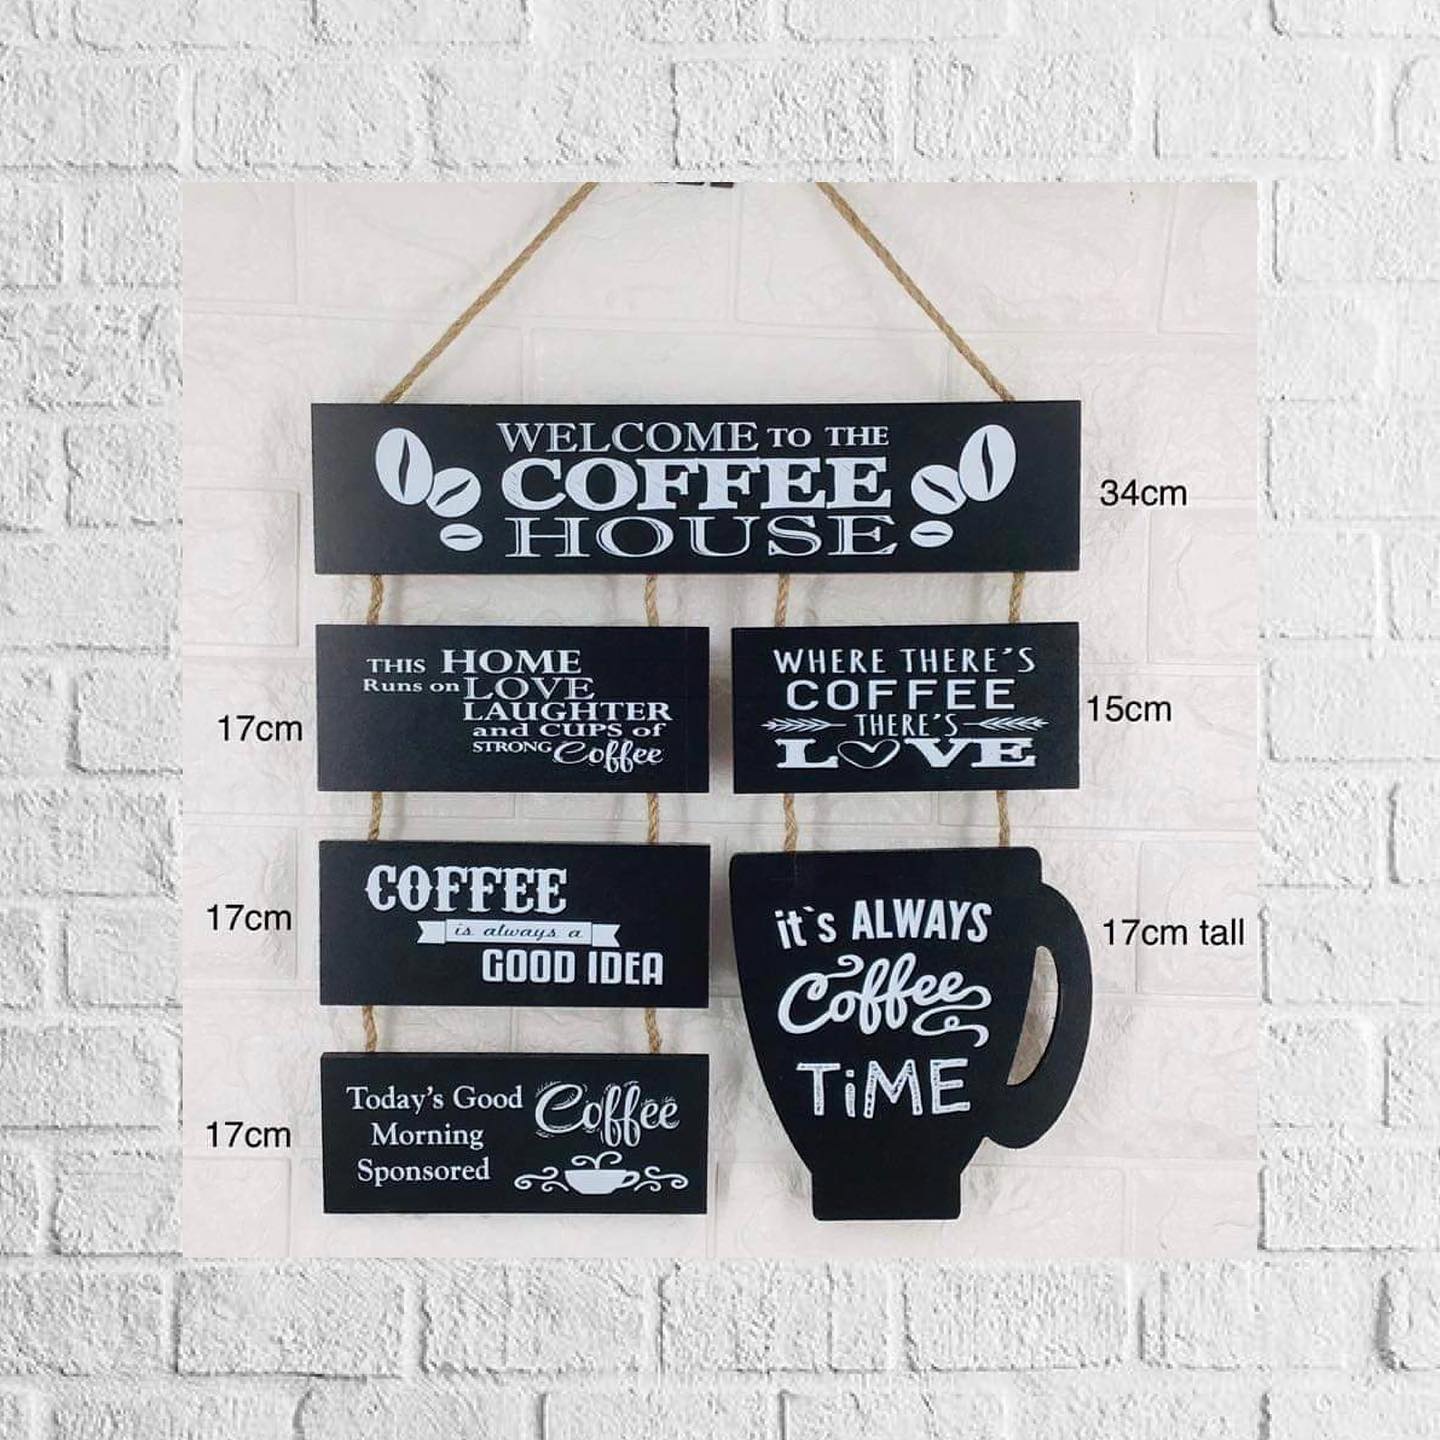 WELCOME TO THE
COFFEE
HOUSE
34cm
THIS HOME
Runs on LOVE
LAUGHTER
and CUPS of
STRONG Coffee
17cm
WHERE THERE'S
COFFEE
THERE'S
LOVE
15cm
COFFEE
is always a
GOOD IDEA
17cm
it`s ALWAYS
Coffee
TiME
17cm tall
Today's Good
Morning
Sponsored
Coffee
17cm